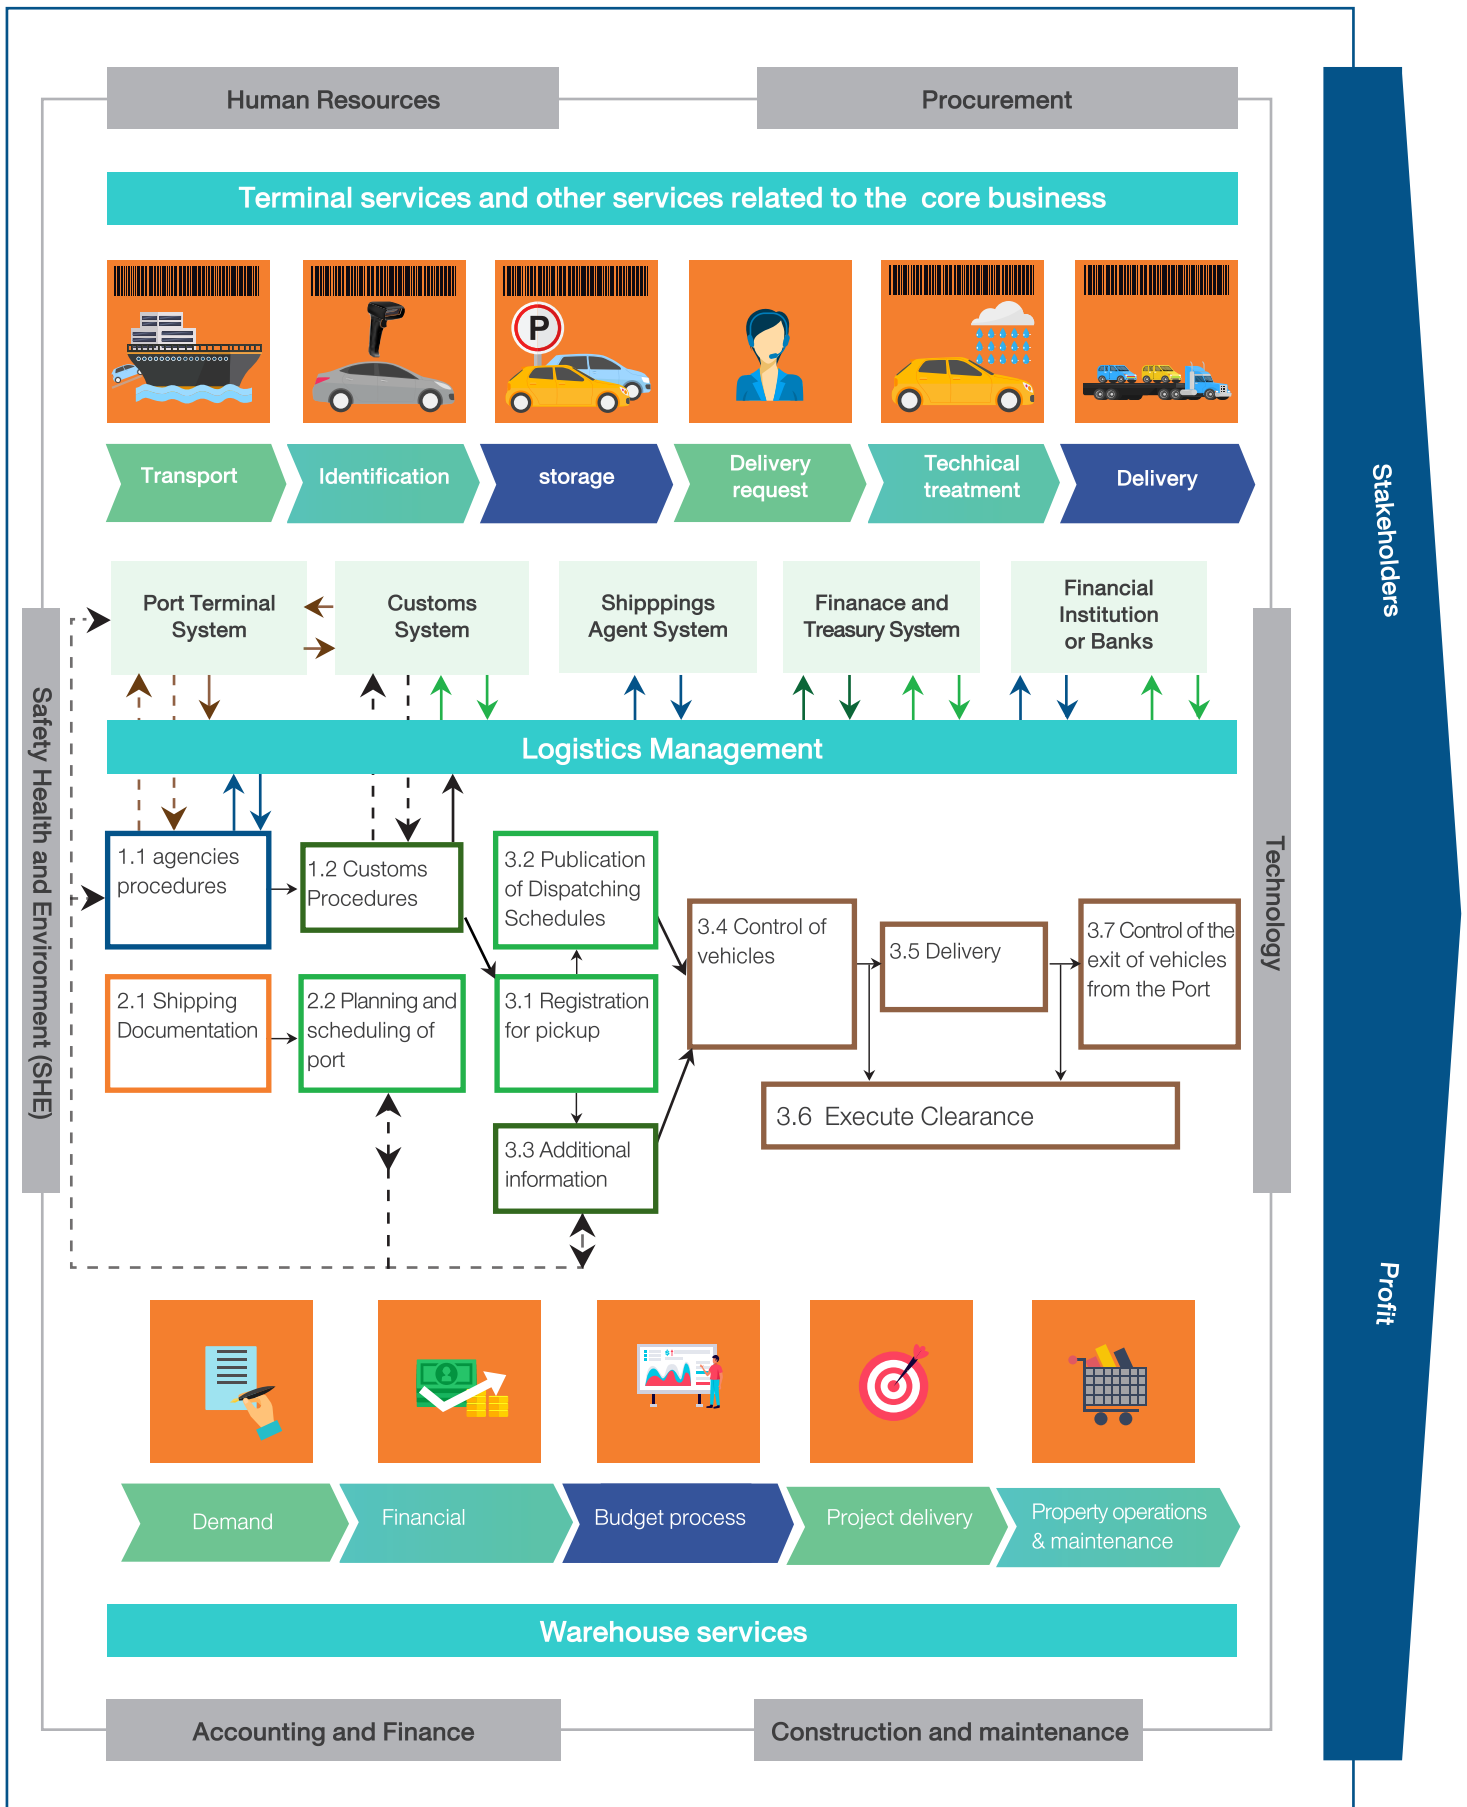 Human Resources
Procurement
Terminal services and other services related to the core business
P
Transport
Identification
storage
Delivery
request
Techhical
treatment
Delivery
Port Terminal
System
Customs
System
Shipppings
Agent System
Finanace and
Treasury System
Financial
Institution
or Banks
Logistics Management
1.1 agencies
procedures
1.2 Customs
Procedures
3.2 Publication
of Dispatching
Schedules
3.4 Control of
vehicles
3.5 Delivery
3.7 Control of the
exit of vehicles
from the Port
2.1 Shipping
Documentation
2.2 Planning and
scheduling of
port
3.1 Registration
for pickup
3.6 Execute Clearance
3.3 Additional
information
Safety Health and Environment (SHE)
Technology
Stakeholders
Profit
Demand
Financial
Budget process
Project delivery
Property operations
& maintenance
Warehouse services
Accounting and Finance
Construction and maintenance